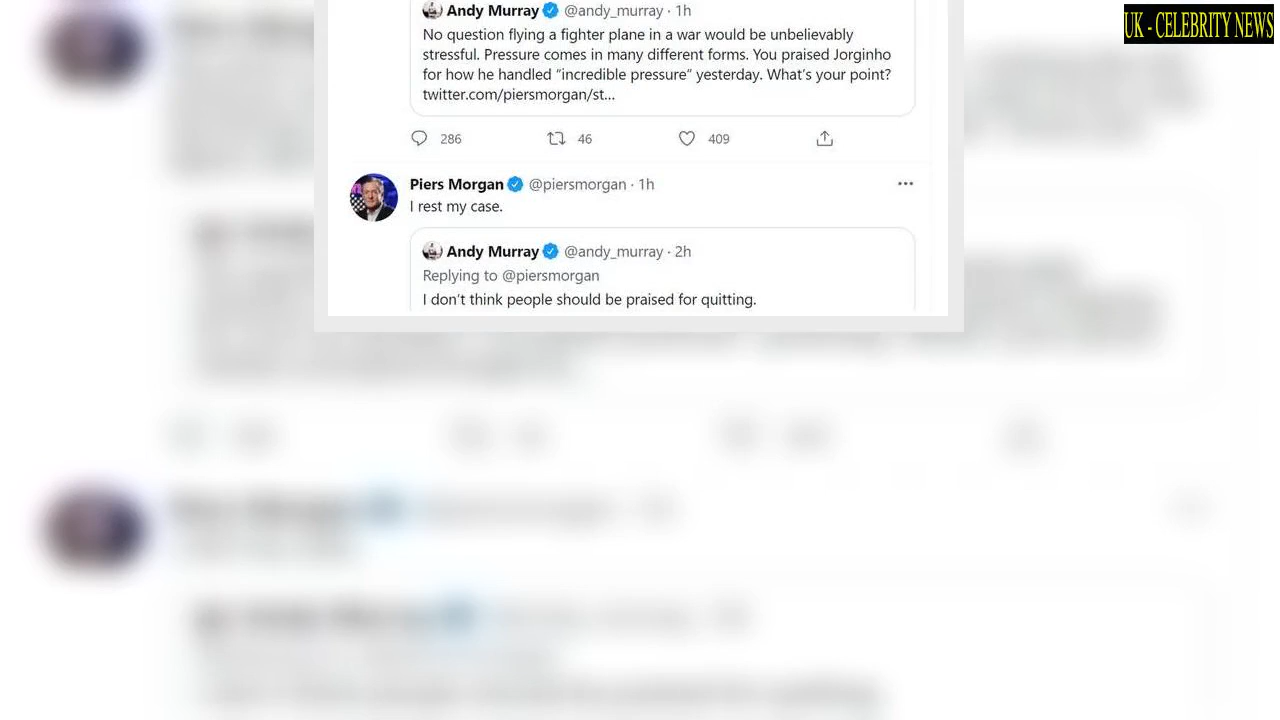 UK - CELEBRITY NEWS
Andy Murray @andy_murray · 1h
No question flying a fighter plane in a war would be unbelievably
stressful. Pressure comes in many different forms. You praised Jorginho
for how he handled “incredible pressure” yesterday. What’s your point?
twitter.com/piersmorgan/st...
286 46 409
Piers Morgan @piersmorgan · 1h
I rest my case.
Andy Murray @andy_murray · 2h
Replying to @piersmorgan
I don’t think people should be praised for quitting.